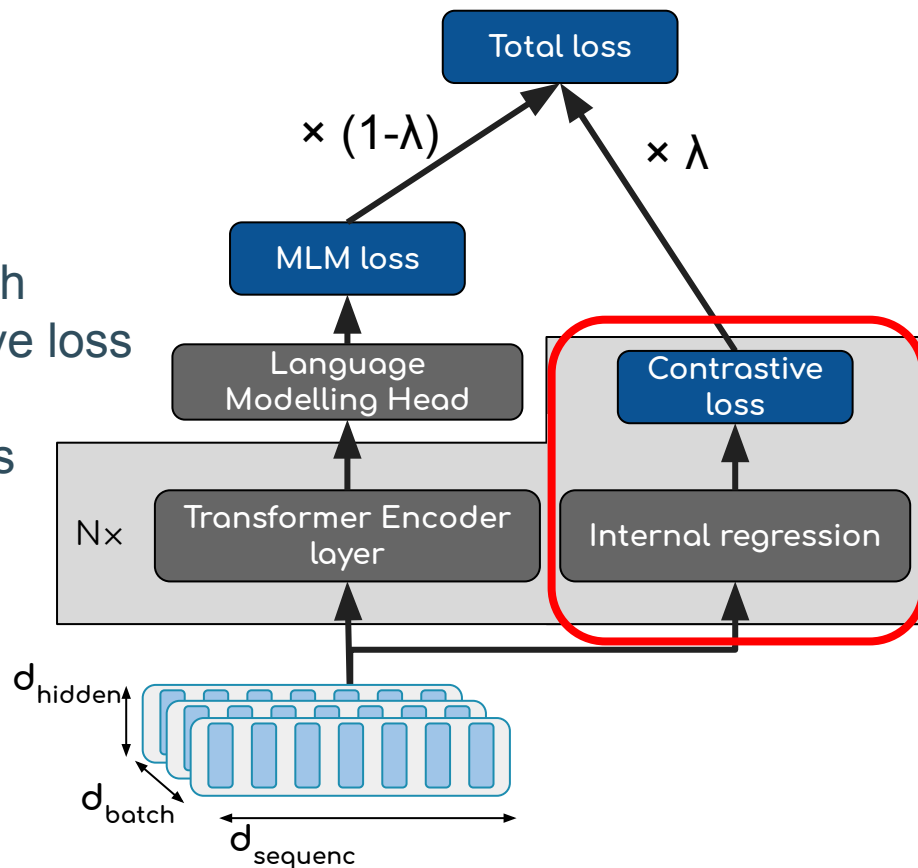 Total loss
× (1-λ)
× λ
MLM loss
h
ve loss
s
Language
Modelling Head
Contrastive
loss
N×
Transformer Encoder
layer
Internal regression
d hidden
d batch
d sequenc